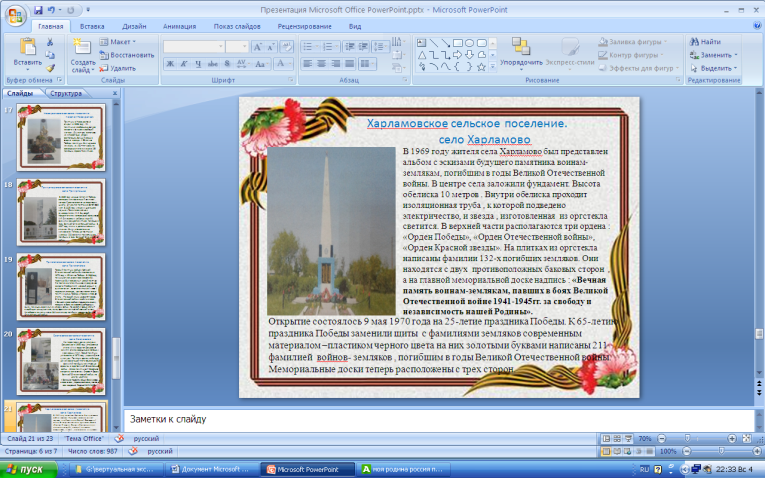 Презентация Microsoft Office PowerPoint.pptx - Microsoft PowerPoint
Главная Вставка Дизайн Анимация Показ слайдов Рецензирование Вид
Вставить
Создать слайд
Макет
Восстановить
Удалить
Упорядочить Экспресс-стили
Заливка фигуры
Контур фигуры
Эффекты для фигур
Найти
Заменить
Выделить
Буфер обмена Слайды Шрифт Абзац Рисование Редактирование
Слайды Структура
17
18
19
20
21
Харламовское сельское поселение.
село Харламово
В 1969 году жителя села Харламово был представлен
альбом с эскизами будущего памятника воинам-
землякам, погибшим в годы Великой Отечественной
войны. В центре села заложили фундамент. Высота
обелиска 10 метров . Внутри обелиска проходит
изоляционная труба , к которой подведено
электричество, и звезда , изготовленная из оргстекла
светится. В верхней части располагаются три ордена :
«Орден Победы», «Орден Отечественной войны»,
«Орден Красной звезды». На плитках из оргстекла
написаны фамилии 132-х погибших земляков. Они
находятся с двух противоположных баковых сторон ,
а на главной мемориальной доске надпись : «Вечная
память воинам-землякам, павших в боях Великой
Отечественной войне 1941-1945гг. за свободу и
независимость нашей Родины».
Открытие состоялось 9 мая 1970 года на 25-летие праздника Победы. К 65-летию
праздника Победы заменили щиты с фамилиями земляков современным
материалом –пластиком черного цвета на них золотыми буквами написаны 211
фамилией войнов- земляков , погибшим в годы Великой Отечественной войны
Мемориальные доски теперь расположены с трех сторон
Заметки к слайду
Слайд 21 из 23 "Тема Office" русский 70%
Страница: 6 из 7 Число слов: 987 русский 100%
пуск G:\вертуальная экс... Документ Microsoft ... Microsoft PowerPoint моя родина россия п... RU 22:33 Вс 4